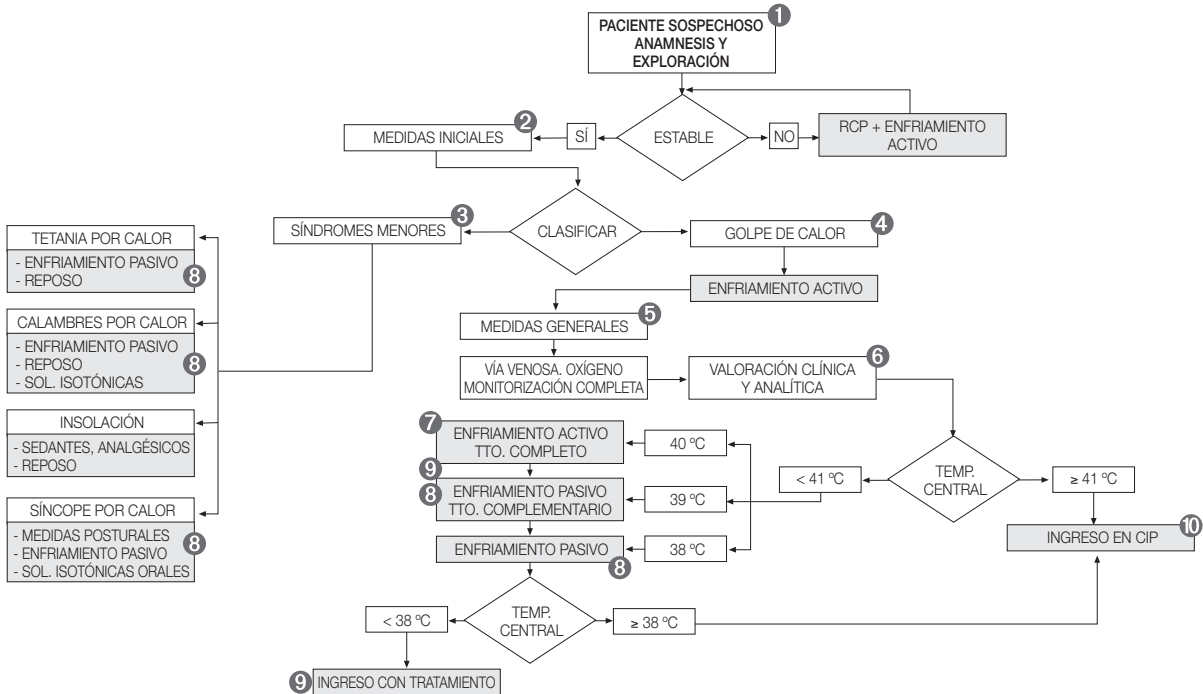 1
PACIENTE SOSPECHOSO
ANAMNESIS Y
EXPLORACIÓN
ESTABLE
SÍ
NO
2
MEDIDAS INICIALES
RCP + ENFRIAMIENTO
ACTIVO
CLASIFICAR
3
SÍNDROMES MENORES
4
GOLPE DE CALOR
ENFRIAMIENTO ACTIVO
TETANIA POR CALOR
- ENFRIAMIENTO PASIVO
- REPOSO
8
CALAMBRES POR CALOR
- ENFRIAMIENTO PASIVO
- REPOSO
- SOL. ISOTÓNICAS
8
INSOLACIÓN
- SEDANTES, ANALGÉSICOS
- REPOSO
SÍNCOPE POR CALOR
- MEDIDAS POSTURALES
- ENFRIAMIENTO PASIVO
- SOL. ISOTÓNICAS ORALES
8
5
MEDIDAS GENERALES
VÍA VENOSA. OXÍGENO
MONITORIZACIÓN COMPLETA
6
VALORACIÓN CLÍNICA
Y ANALÍTICA
7
ENFRIAMIENTO ACTIVO
TTO. COMPLETO
40 ºC
9
8
ENFRIAMIENTO PASIVO
TTO. COMPLEMENTARIO
39 ºC
ENFRIAMIENTO PASIVO
8
38 ºC
< 41 ºC
TEMP.
CENTRAL
≥ 41 ºC
10
INGRESO EN CIP
< 38 ºC
TEMP.
CENTRAL
≥ 38 ºC
9
INGRESO CON TRATAMIENTO